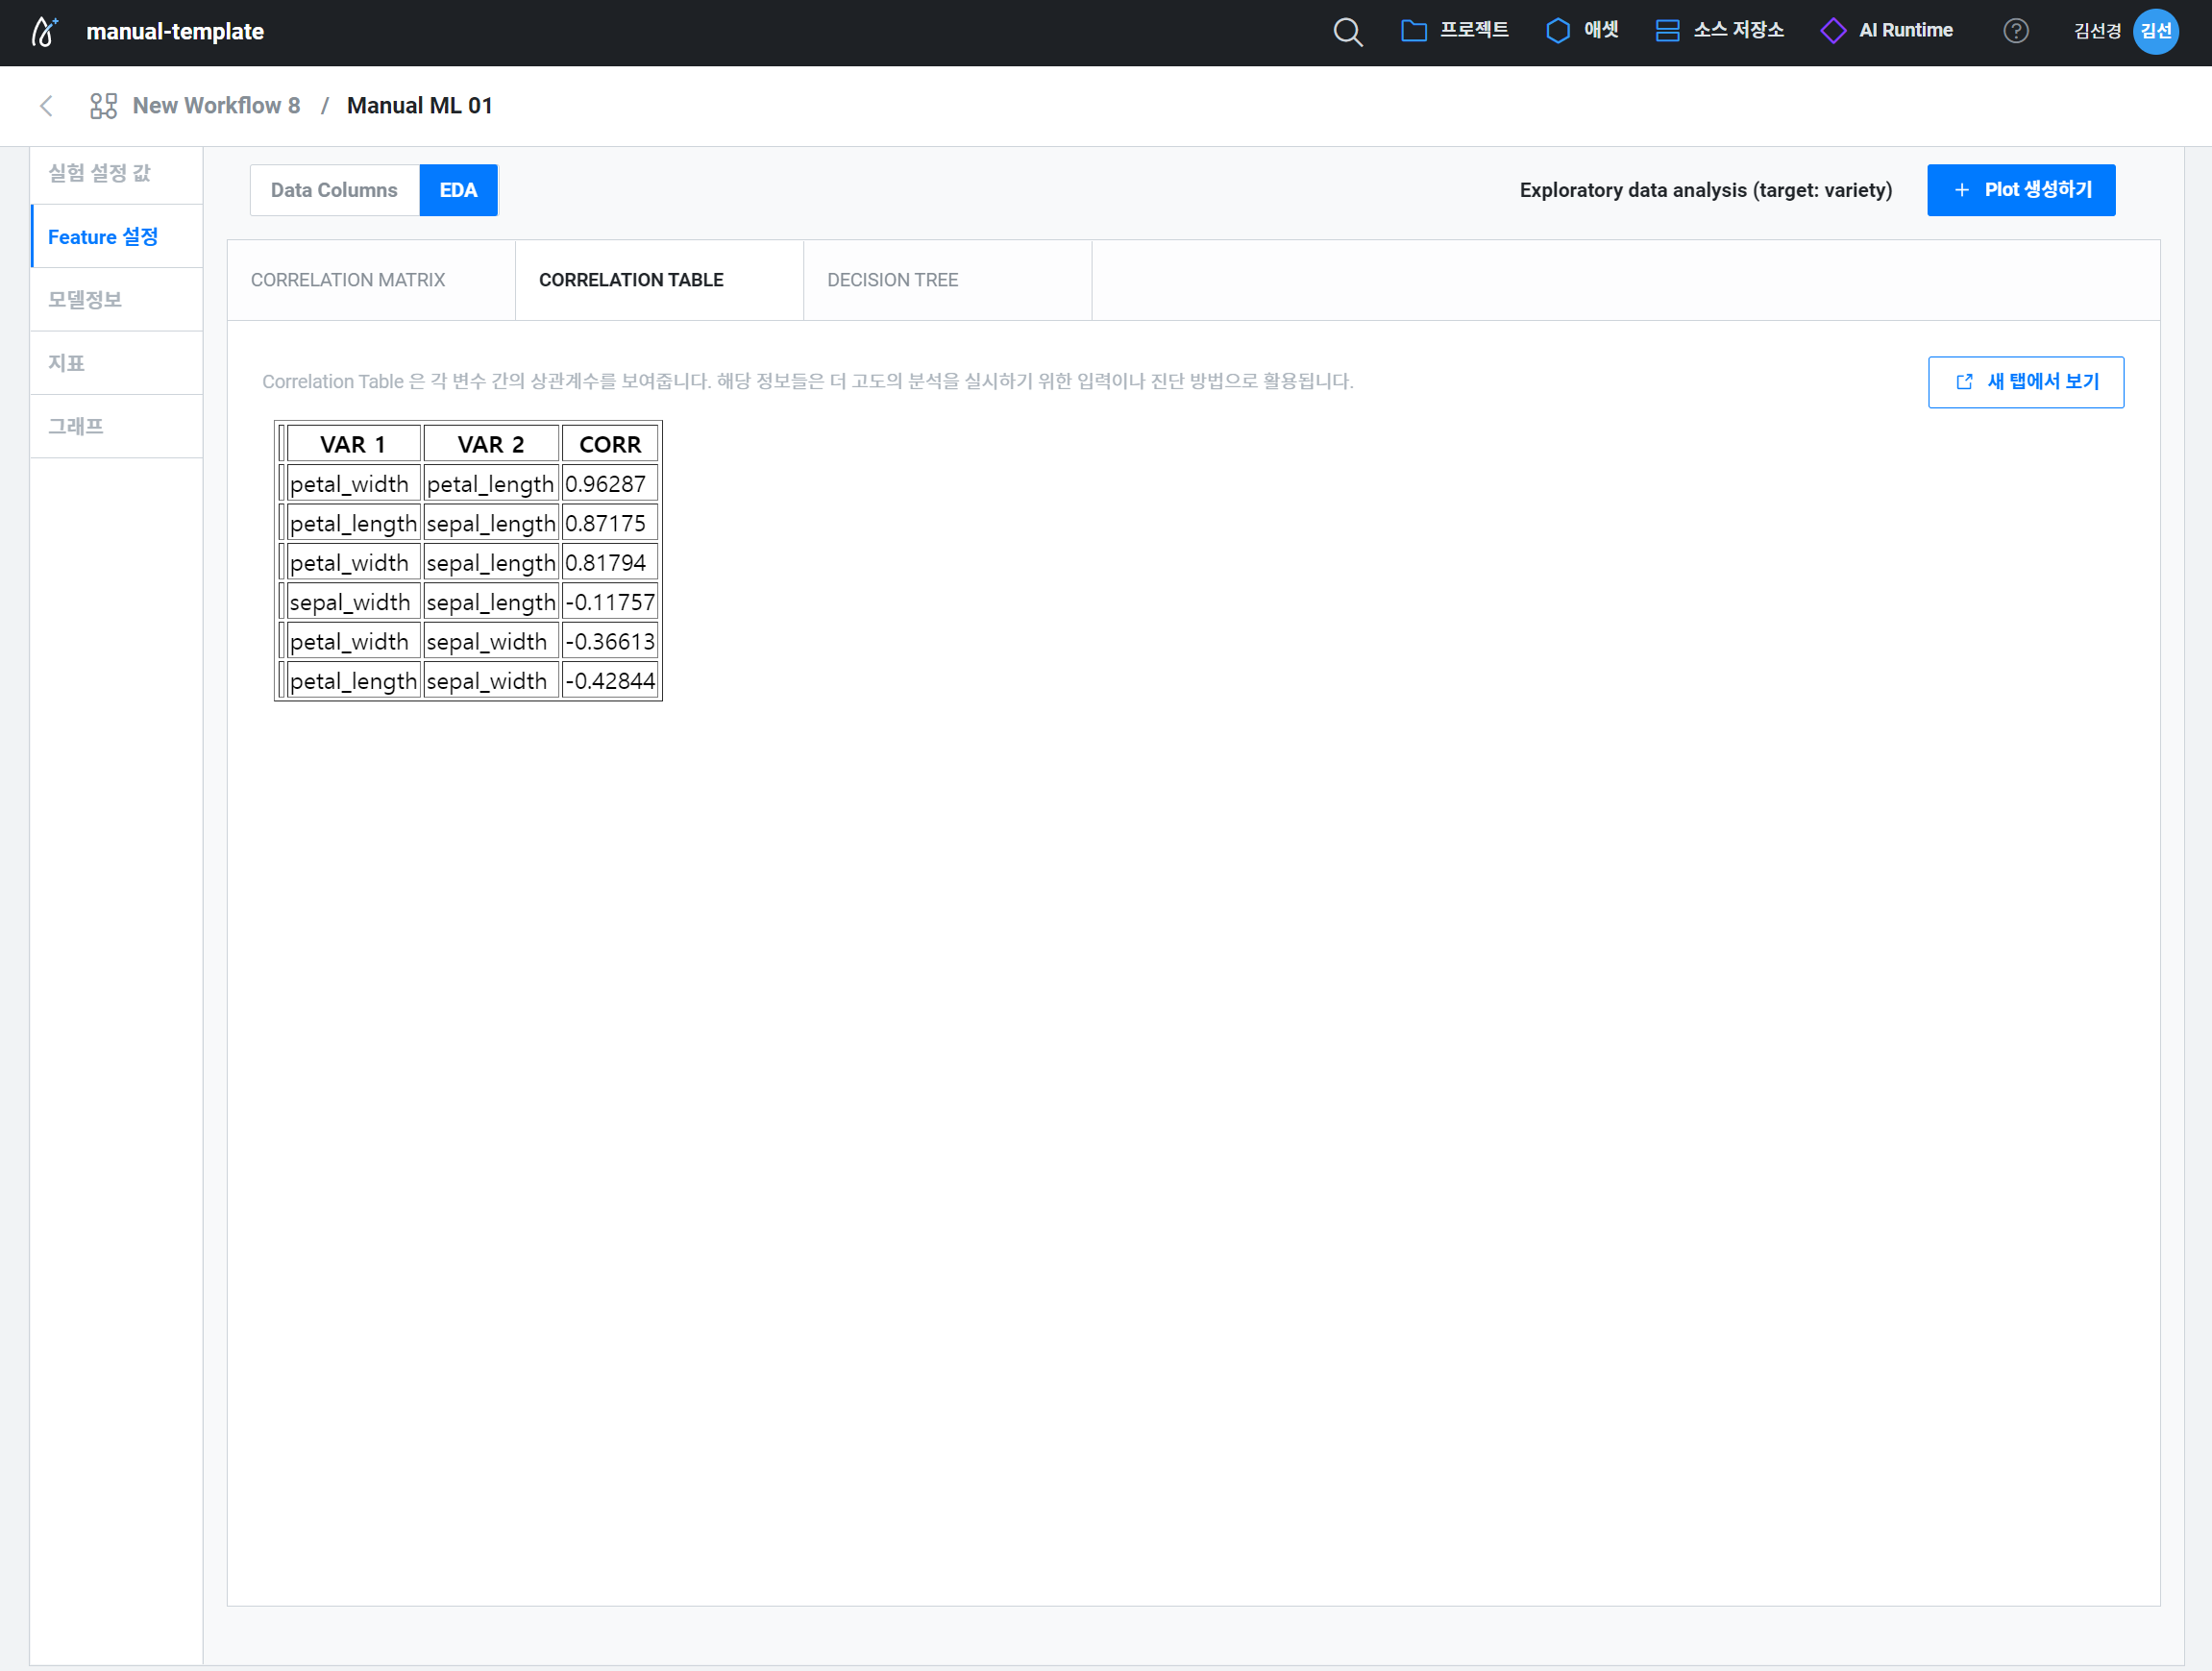 manual-template
프로젝트
애셋
소스 저장소
AI Runtime
?
김선경
김선
New Workflow 8 / Manual ML 01
실험 설정 값
Feature 설정
모델정보
지표
그래프
Data Columns
EDA
Exploratory data analysis (target: variety)
+ Plot 생성하기
CORRELATION MATRIX
CORRELATION TABLE
DECISION TREE
Correlation Table 은 각 변수 간의 상관계수를 보여줍니다. 해당 정보들은 더 고도의 분석을 실시하기 위한 입력이나 진단 방법으로 활용됩니다.
새 탭에서 보기
VAR 1 VAR 2 CORR
petal_width petal_length 0.96287
petal_length sepal_length 0.87175
petal_width sepal_length 0.81794
sepal_width sepal_length -0.11757
petal_width sepal_width -0.36613
petal_length sepal_width -0.42844